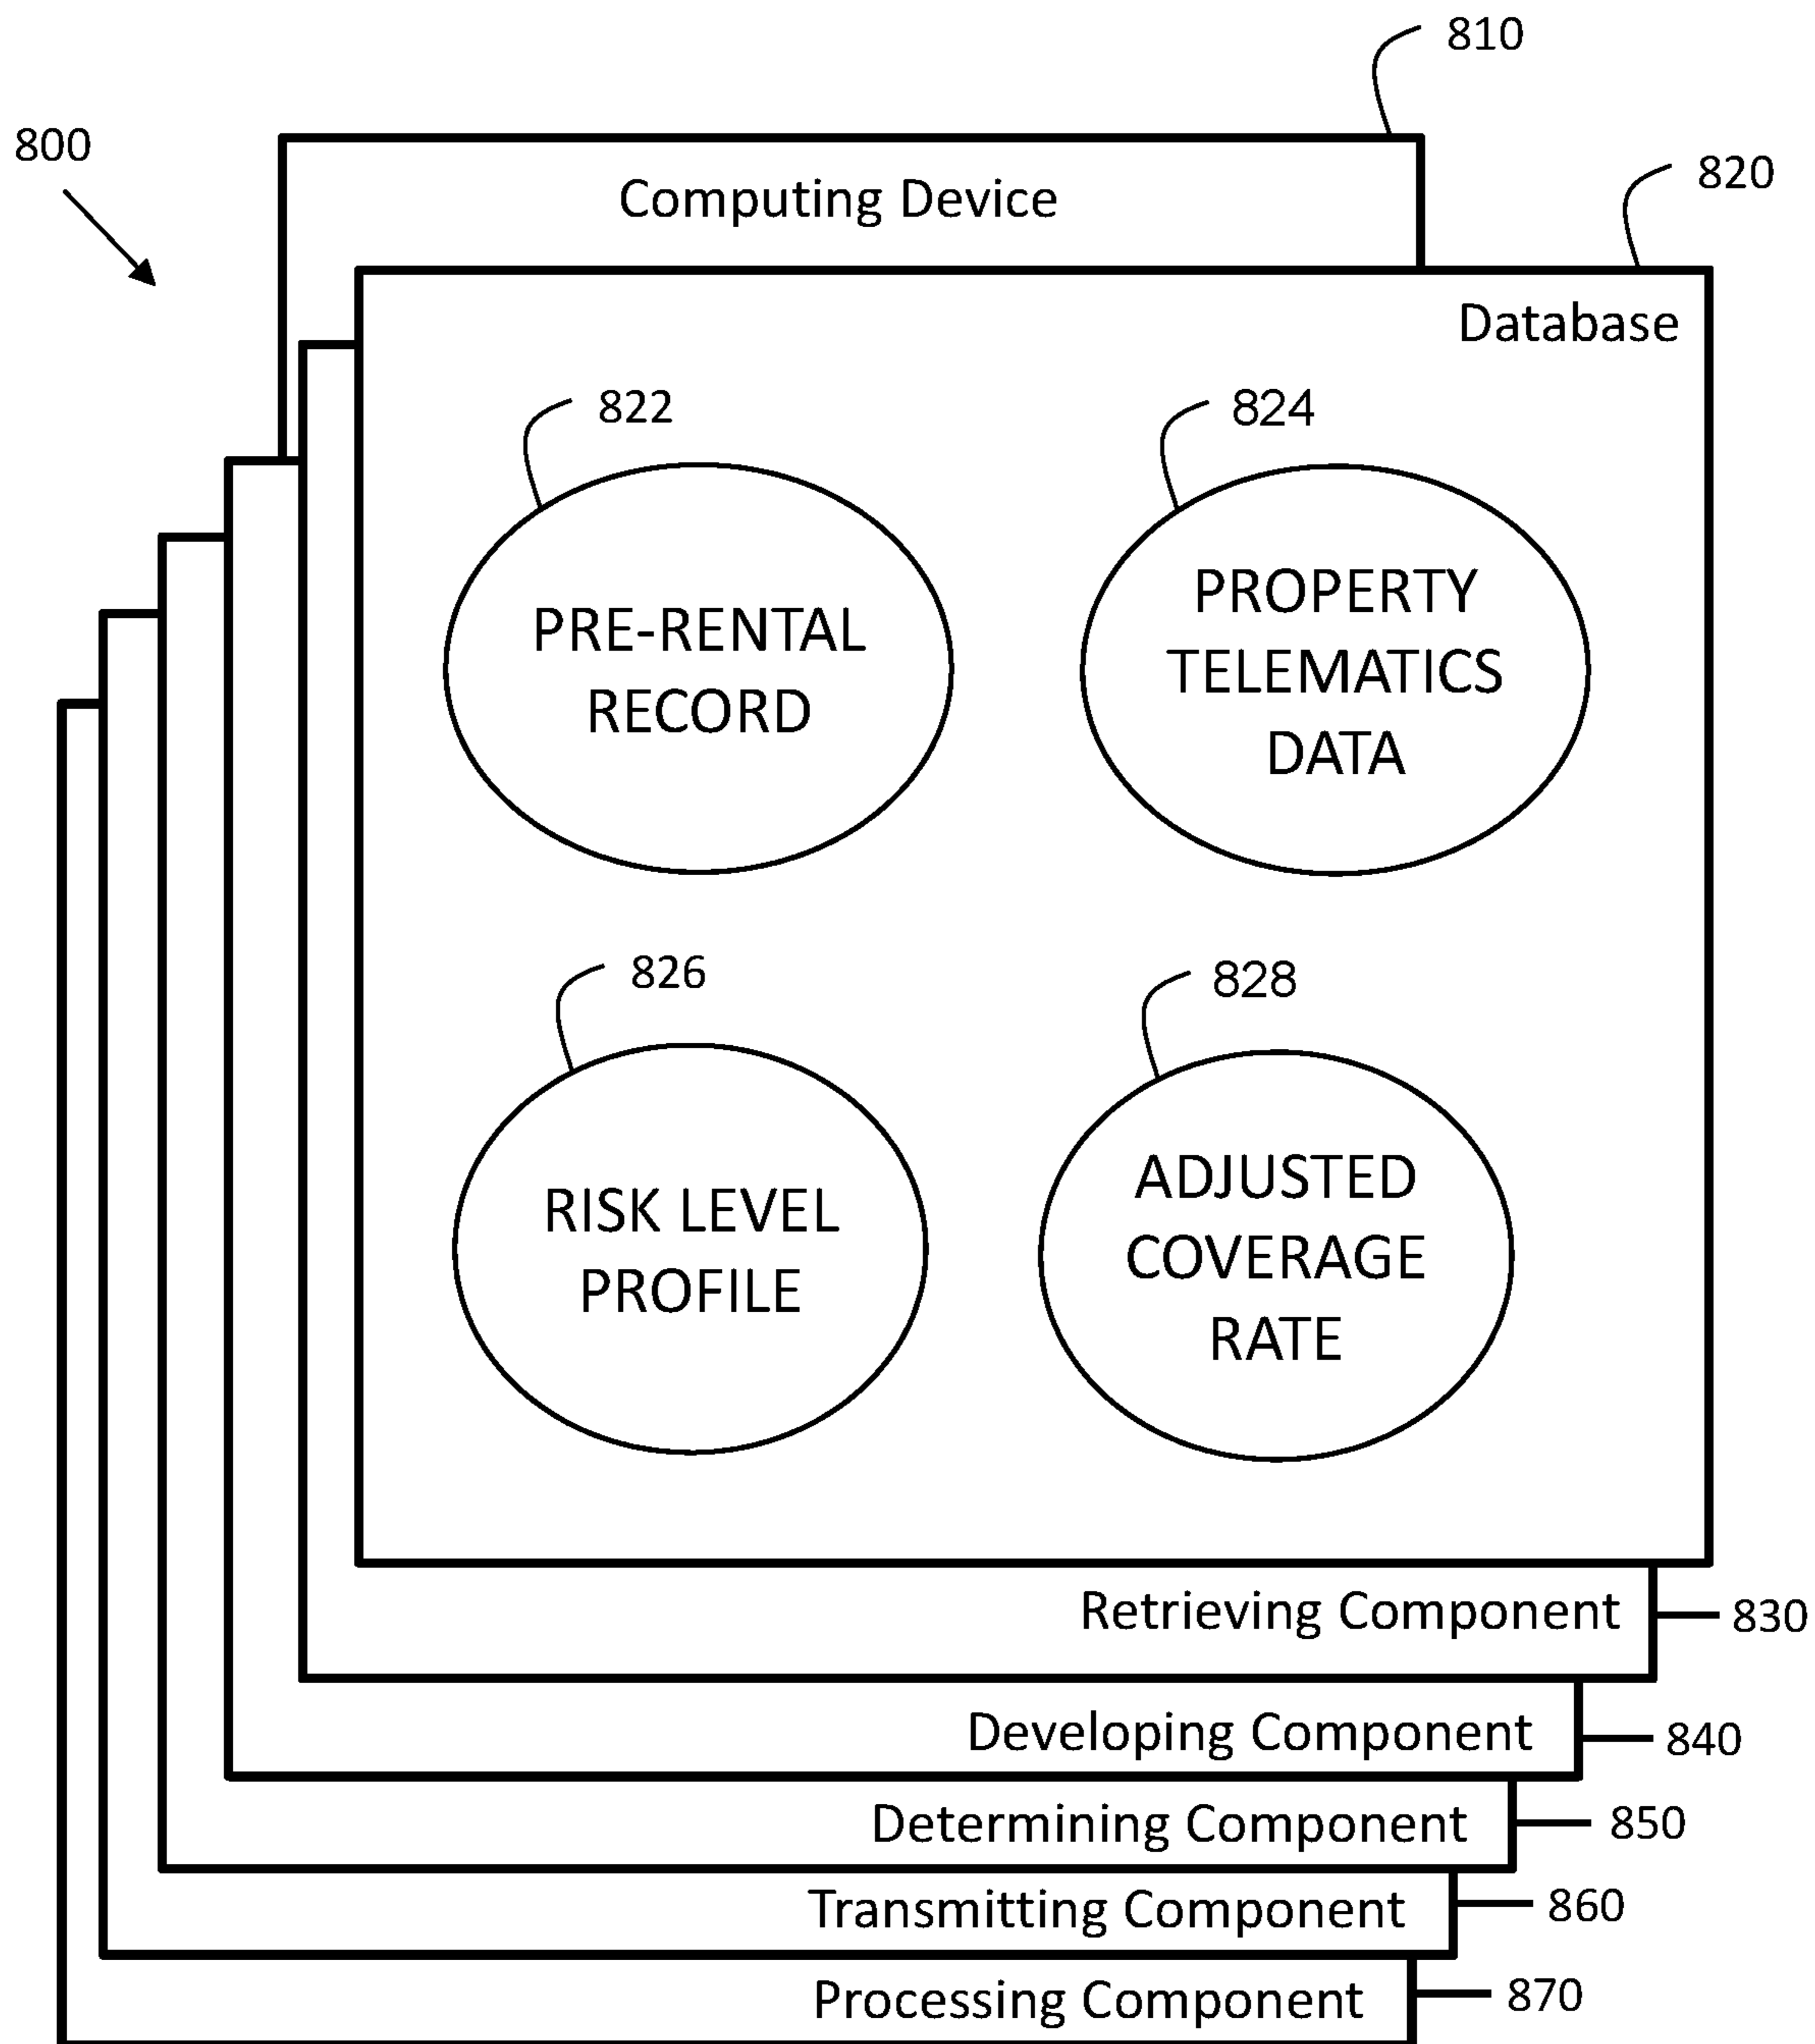 810
800
820
Computing Device
Database
822
824
PRE-RENTAL
RECORD
PROPERTY
TELEMATICS
DATA
826
828
RISK LEVEL
PROFILE
ADJUSTED
COVERAGE
RATE
Retrieving Component
830
Developing Component
840
Determining Component
850
Transmitting Component
860
Processing Component
870